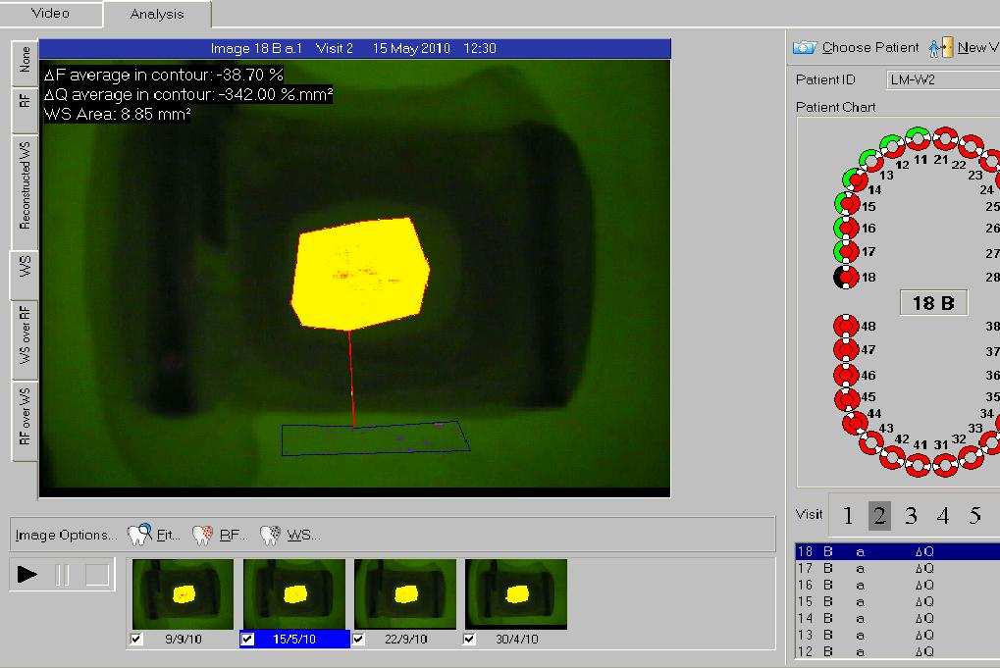 Video
Analysis
None
RF
Reconstructed WS
WS
WS over RF
RF over WS
Image 18 B a.1 Visit 2 15 May 2010 12:30
ΔF average in contour: -38.70 %
ΔQ average in contour: -342.00 %.mm²
WS Area: 8.85 mm²
Choose Patient
New V
Patient ID
LM-W2
Patient Chart
11 21
12 22
13 23
14 24
15 25
16 26
17 27
18 28
18 B
48 38
47 37
46 36
45 35
44 34
43 33
42 41 31 32
Visit 1 2 3 4 5
Image Options...
Fit...
RF...
WS...
18 B a ΔQ
17 B a ΔQ
16 B a ΔQ
15 B a ΔQ
14 B a ΔQ
13 B a ΔQ
12 B a ΔQ
9/9/10
15/5/10
22/9/10
30/4/10